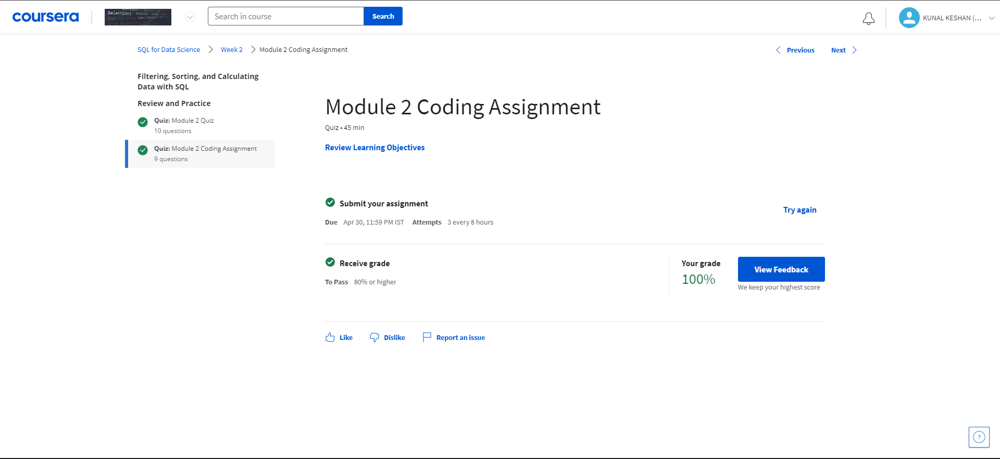 coursera
SelectQuery
Search in course
Search
KUNAL KESHAN (...
SQL for Data Science
Week 2
Module 2 Coding Assignment
Previous
Next
Filtering, Sorting, and Calculating
Data with SQL
Review and Practice
Quiz: Module 2 Quiz
10 questions
Quiz: Module 2 Coding Assignment
9 questions
Module 2 Coding Assignment
Quiz • 45 min
Review Learning Objectives
Submit your assignment
Try again
Due Apr 30, 11:59 PM IST Attempts 3 every 8 hours
Receive grade
To Pass 80% or higher
Your grade
100%
View Feedback
We keep your highest score
Like
Dislike
Report an issue
?